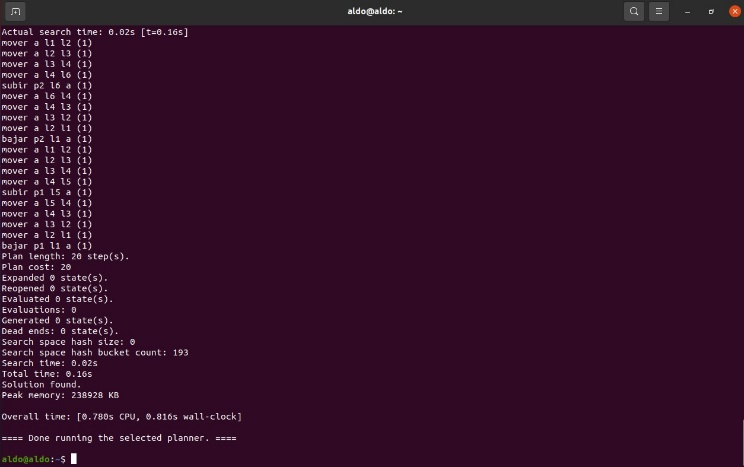 aldo@aldo: ~
Actual search time: 0.02s [t=0.16s]
mover a l1 l2 (1)
mover a l2 l3 (1)
mover a l3 l4 (1)
mover a l4 l6 (1)
subir p2 l6 a (1)
mover a l6 l4 (1)
mover a l4 l3 (1)
mover a l3 l2 (1)
mover a l2 l1 (1)
bajar p2 l1 a (1)
mover a l1 l2 (1)
mover a l2 l3 (1)
mover a l3 l4 (1)
mover a l4 l5 (1)
subir p1 l5 a (1)
mover a l5 l4 (1)
mover a l4 l3 (1)
mover a l3 l2 (1)
mover a l2 l1 (1)
bajar p1 l1 a (1)
Plan length: 20 step(s).
Plan cost: 20
Expanded 0 state(s).
Reopened 0 state(s).
Evaluated 0 state(s).
Evaluations: 0
Generated 0 state(s).
Dead ends: 0 state(s).
Search space hash size: 0
Search space hash bucket count: 193
Search time: 0.02s
Total time: 0.16s
Solution found.
Peak memory: 238928 KB
Overall time: [0.780s CPU, 0.816s wall-clock]
==== Done running the selected planner. ====
aldo@aldo:~$